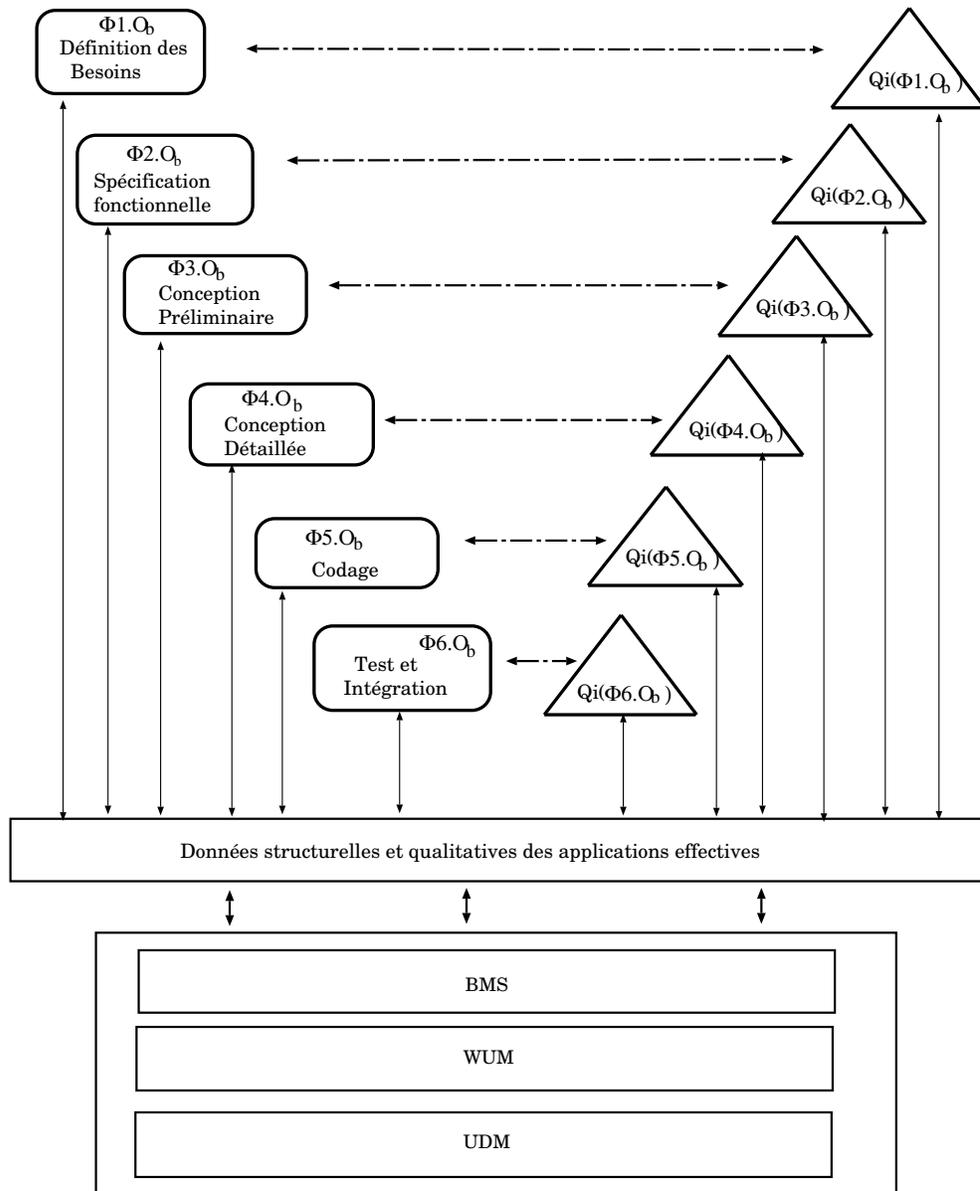 Φ1.Ob
Définition des
Besoins
Qi(Φ1.Ob)
Φ2.Ob
Spécification
fonctionnelle
Qi(Φ2.Ob)
Φ3.Ob
Conception
Préliminaire
Qi(Φ3.Ob)
Φ4.Ob
Conception
Détaillée
Qi(Φ4.Ob)
Φ5.Ob
Codage
Qi(Φ5.Ob)
Φ6.Ob
Test et
Intégration
Qi(Φ6.Ob)
Données structurelles et qualitatives des applications effectives
BMS
WUM
UDM